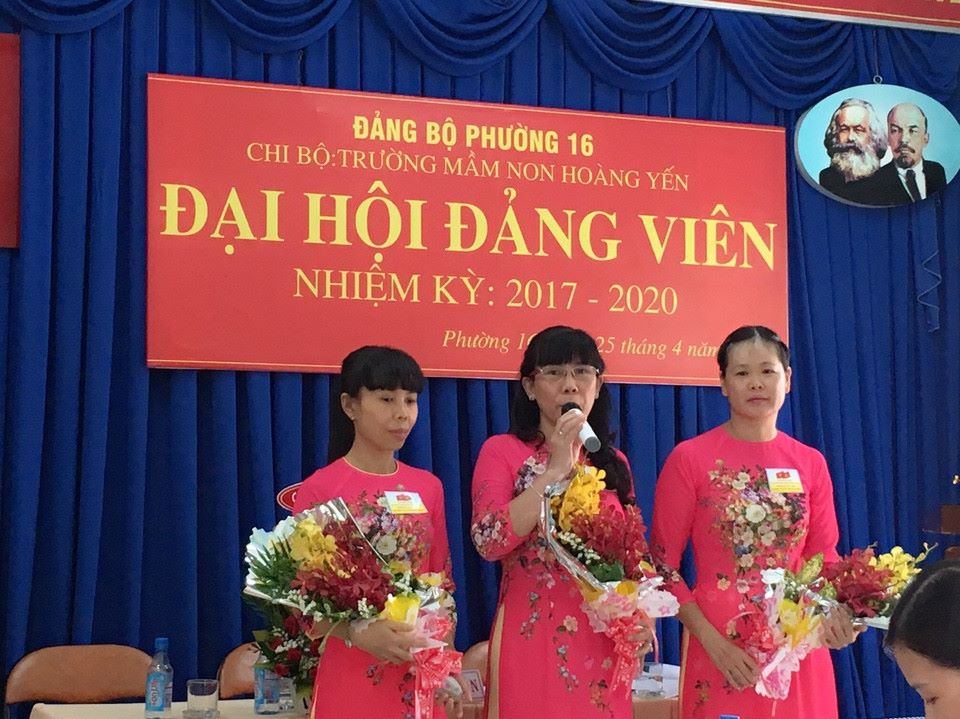 ĐẢNG BỘ PHƯỜNG 16
CHI BỘ:TRƯỜNG MẦM NON HOÀNG YẾN
ĐẠI HỘI ĐẢNG VIÊN
NHIỆM KỲ: 2017 - 2020
Phường 25 tháng 4 năm